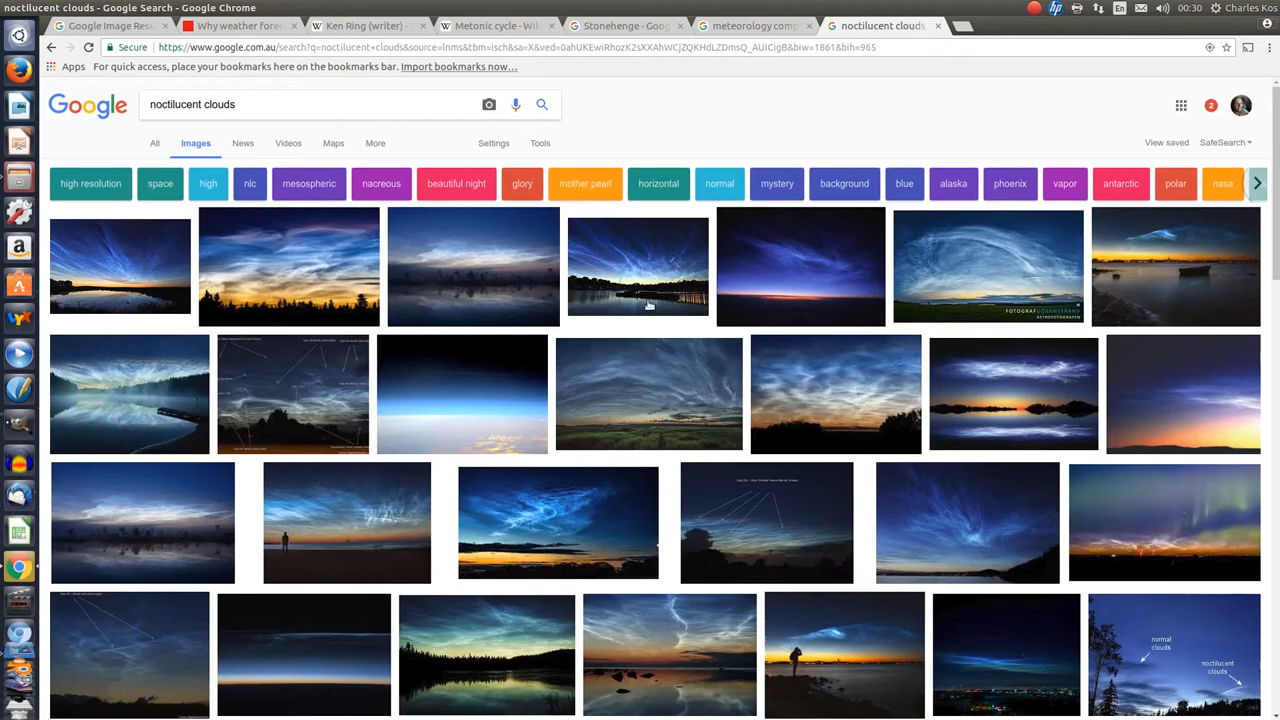 noctilucent clouds - Google Search - Google Chrome
En
00:30
Charles Kos
Google Image Resu
Why weather forec
Ken Ring (writer) -
Metonic cycle - Wik
Stonehenge - Goog
meteorology comp
noctilucent clouds
Secure
Apps
For quick access, place your bookmarks here on the bookmarks bar. Import bookmarks now…
Google
noctilucent clouds
2
All
Images
News
Videos
Maps
More
Settings
Tools
View saved
SafeSearch
high resolution
space
high
nlc
mesospheric
nacreous
beautiful night
glory
mother pearl
horizontal
normal
mystery
background
blue
alaska
phoenix
vapor
antarctic
polar
nasa
normal
clouds
noctilucent
clouds